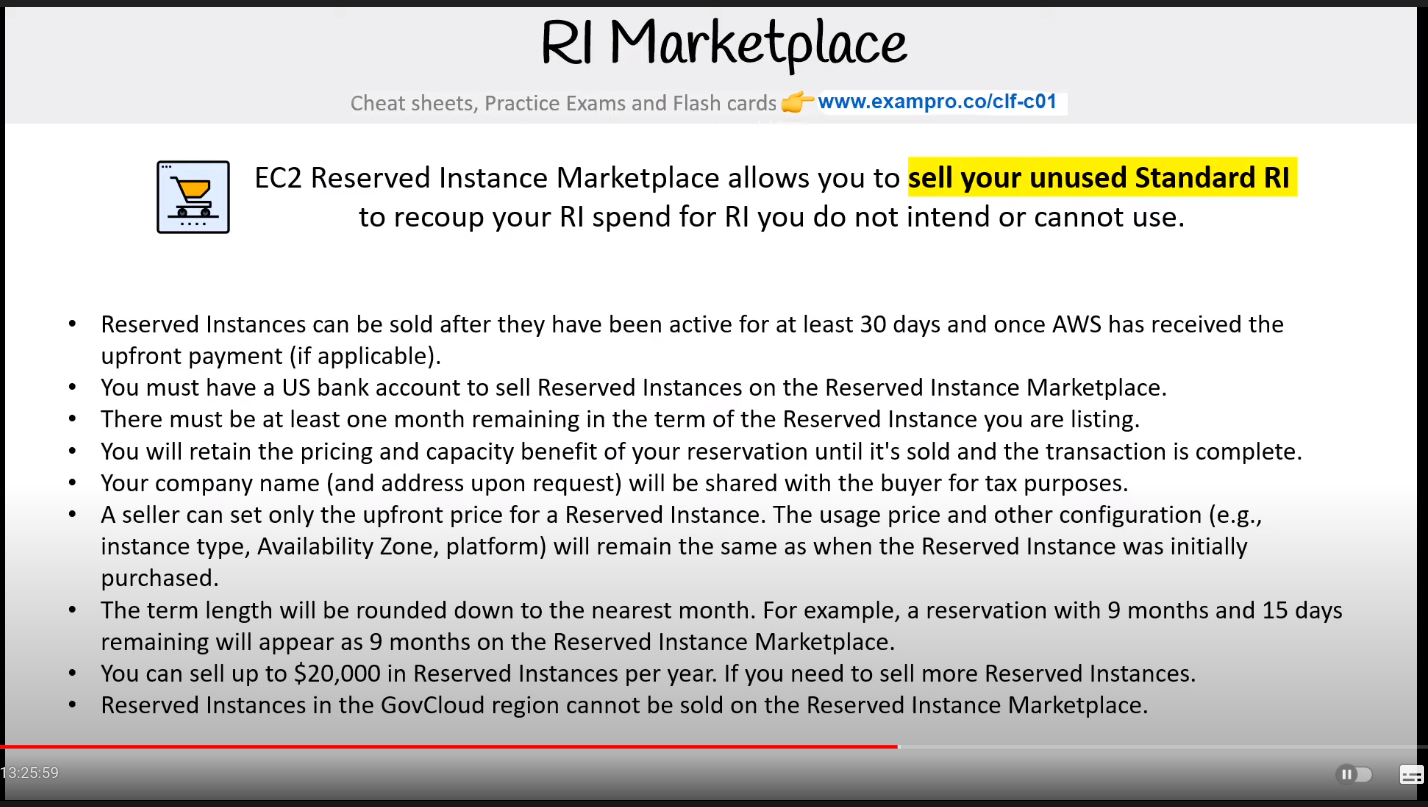 RI Marketplace
Cheat sheets, Practice Exams and Flash cards 👉 www.exampro.co/clf-c01
EC2 Reserved Instance Marketplace allows you to sell your unused Standard RI
to recoup your RI spend for RI you do not intend or cannot use.
• Reserved Instances can be sold after they have been active for at least 30 days and once AWS has received the
upfront payment (if applicable).
• You must have a US bank account to sell Reserved Instances on the Reserved Instance Marketplace.
• There must be at least one month remaining in the term of the Reserved Instance you are listing.
• You will retain the pricing and capacity benefit of your reservation until it's sold and the transaction is complete.
• Your company name (and address upon request) will be shared with the buyer for tax purposes.
• A seller can set only the upfront price for a Reserved Instance. The usage price and other configuration (e.g.,
instance type, Availability Zone, platform) will remain the same as when the Reserved Instance was initially
purchased.
• The term length will be rounded down to the nearest month. For example, a reservation with 9 months and 15 days
remaining will appear as 9 months on the Reserved Instance Marketplace.
• You can sell up to $20,000 in Reserved Instances per year. If you need to sell more Reserved Instances.
• Reserved Instances in the GovCloud region cannot be sold on the Reserved Instance Marketplace.
13:25:59